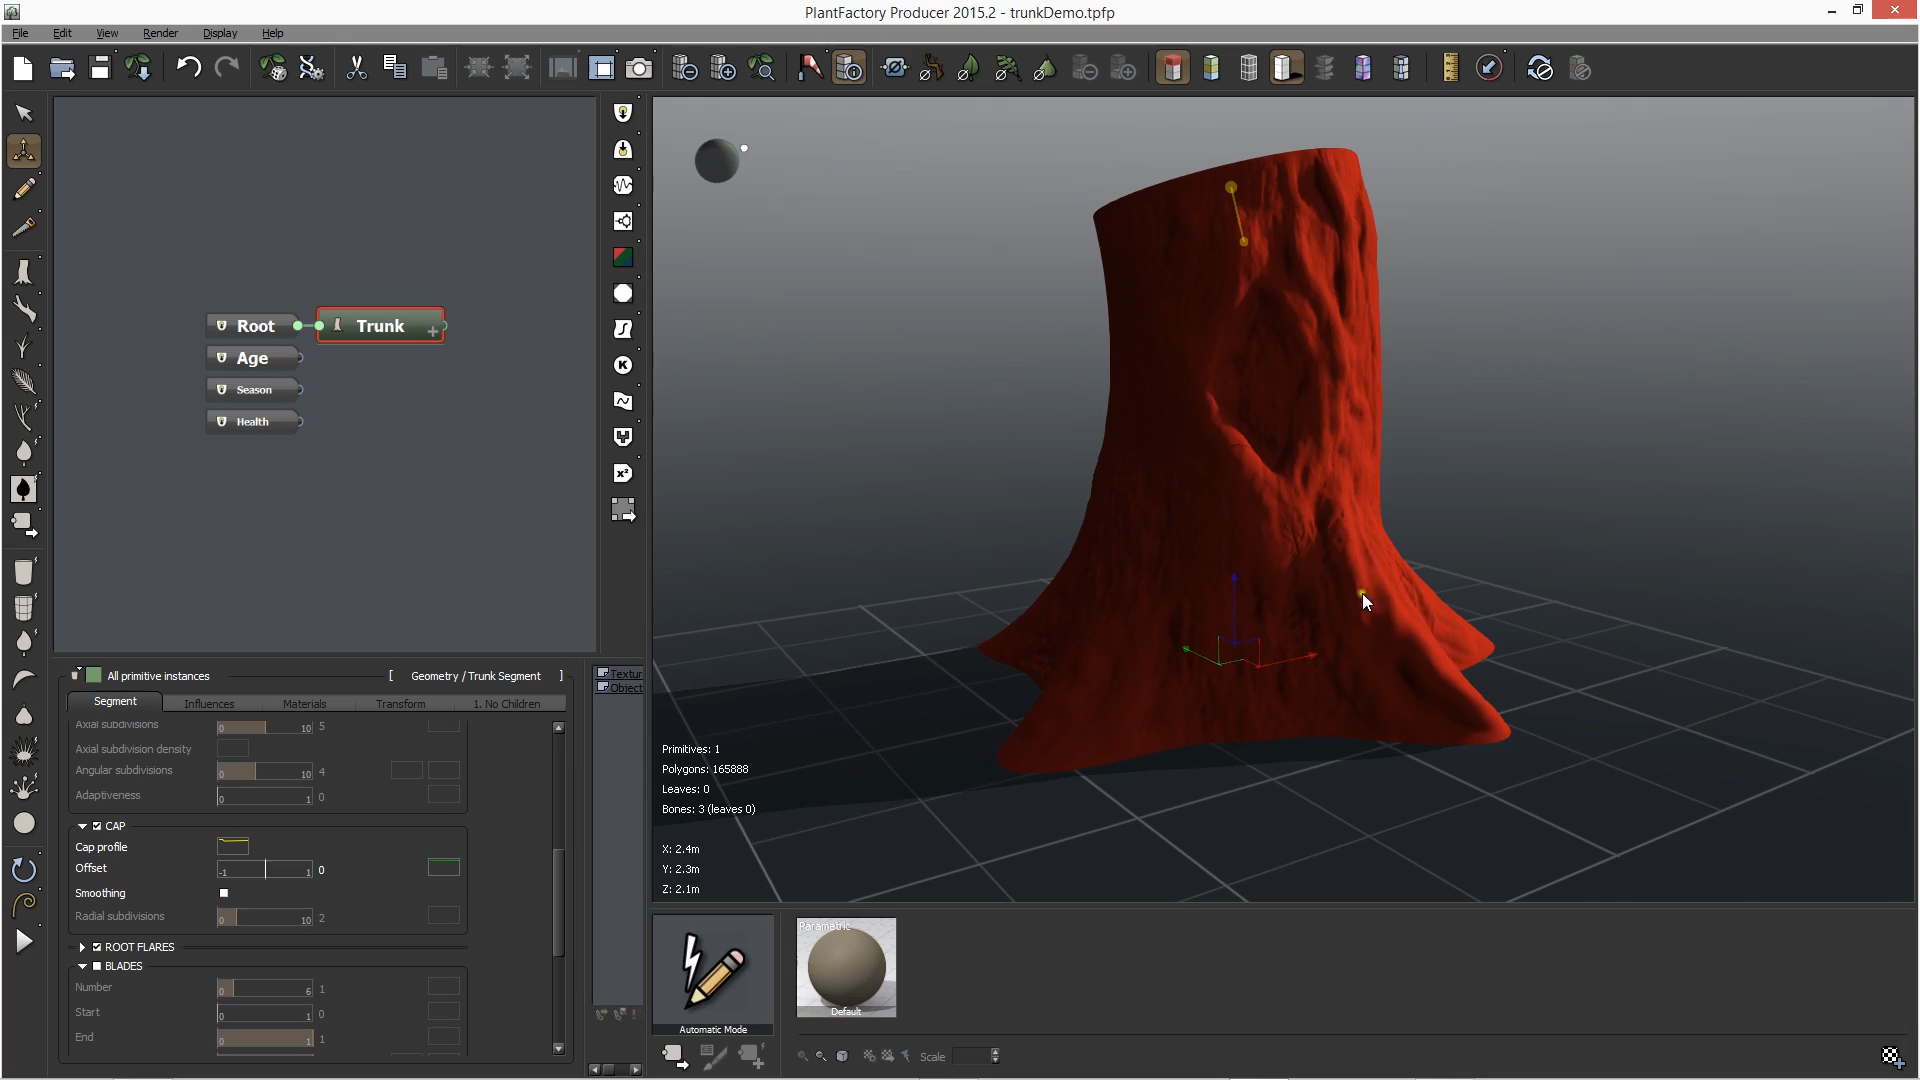 PlantFactory Producer 2015.2 - trunkDemo.tpfp
File Edit View Render Display Help
Root
Trunk
Age
Season
Health
All primitive instances [ Geometry / Trunk Segment ]
Segment Influences Materials Transform 1. No Children
Axial subdivisions 0 10 5
Axial subdivision density
Angular subdivisions 0 10 4
Adaptiveness 0 1 0
CAP
Cap profile
Offset -1 1 0
Smoothing
Radial subdivisions 0 10 2
ROOT FLARES
BLADES
Number 0 6 1
Start 0 1 0
End 0 1 1
Textur
Object
K
x²
Primitives: 1
Polygons: 165888
Leaves: 0
Bones: 3 (leaves 0)
X: 2.4m
Y: 2.3m
Z: 2.1m
Automatic Mode
Parametric
Default
Scale